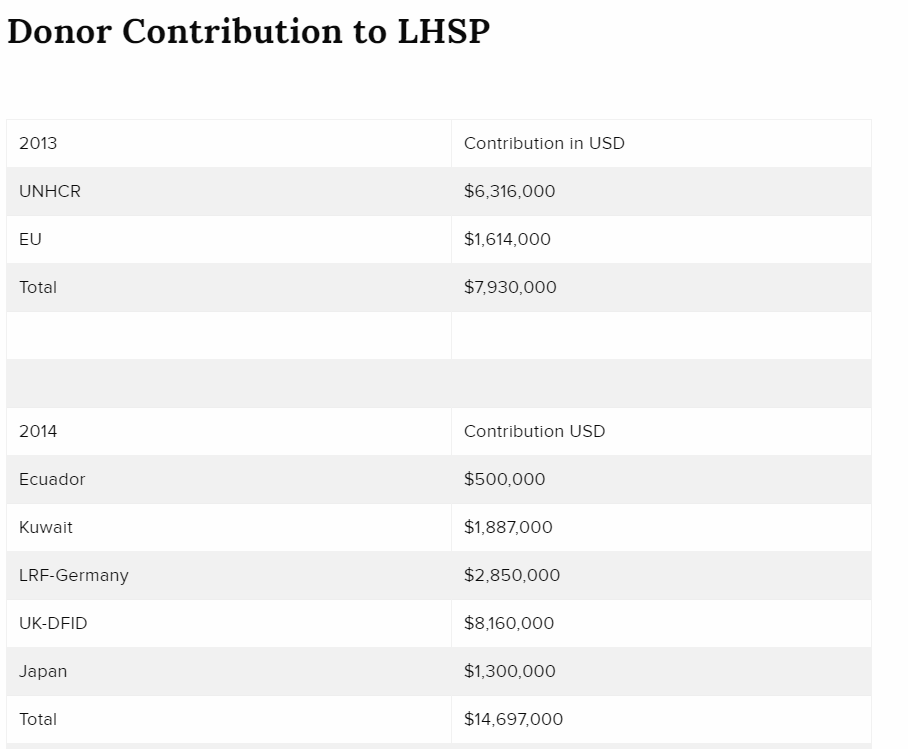 Donor Contribution to LHSP
2013 Contribution in USD
UNHCR $6,316,000
EU $1,614,000
Total $7,930,000
2014 Contribution USD
Ecuador $500,000
Kuwait $1,887,000
LRF-Germany $2,850,000
UK-DFID $8,160,000
Japan $1,300,000
Total $14,697,000